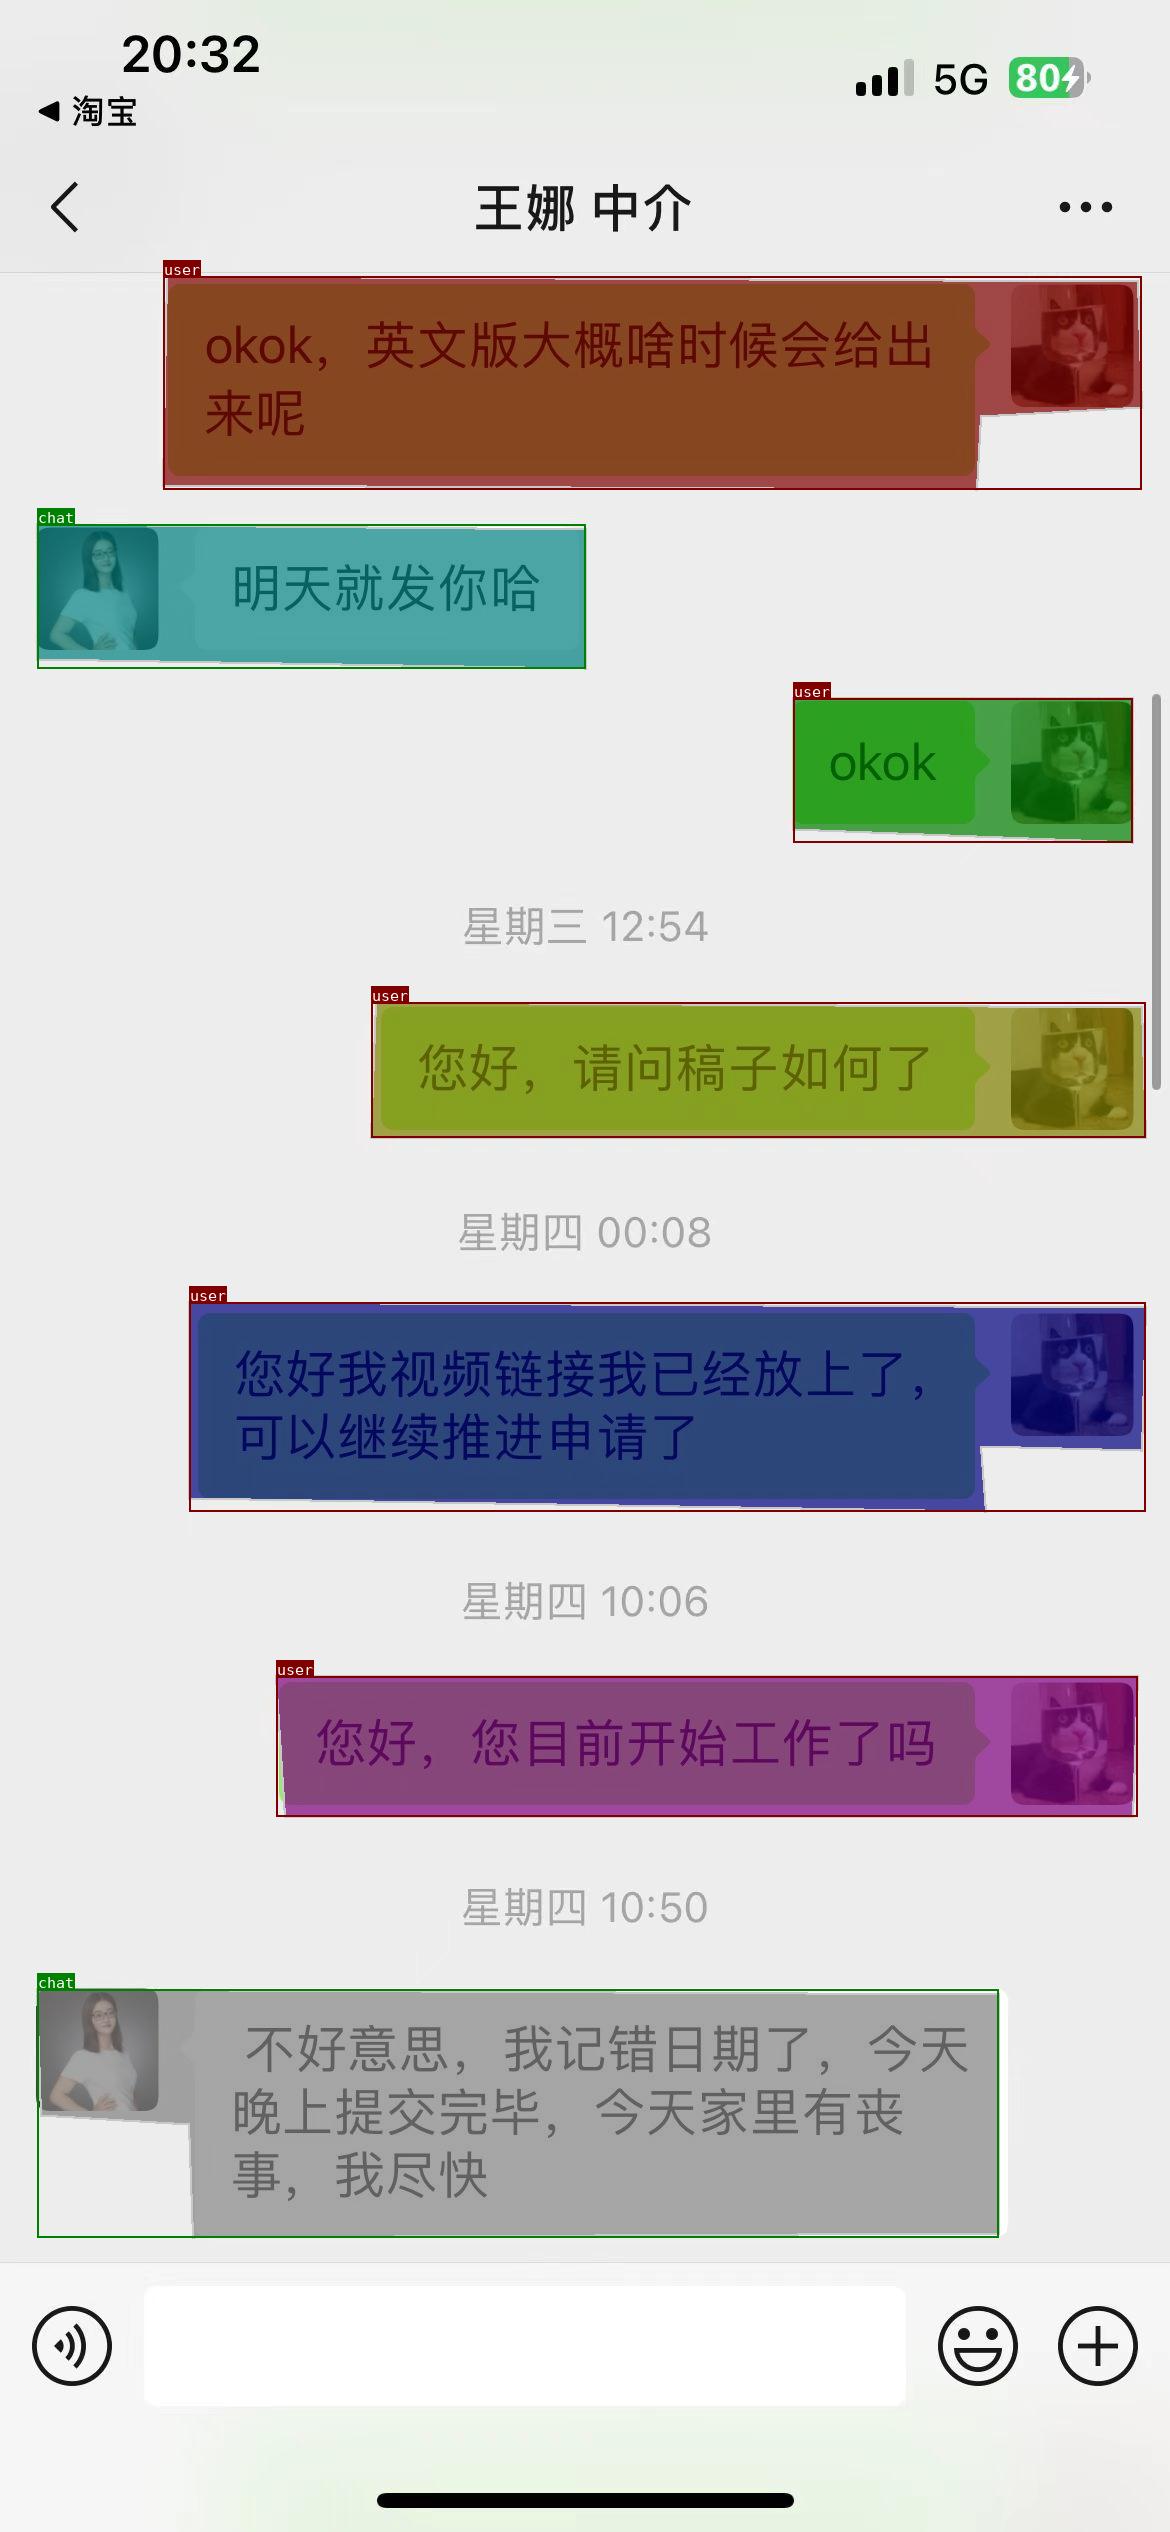 20:32
5G
80
淘宝
王娜 中介
user
okok，英文版大概啥时候会给出
来呢
chat
明天就发你哈
user
okok
星期三 12:54
user
您好，请问稿子如何了
星期四 00:08
user
您好我视频链接我已经放上了，
可以继续推进申请了
星期四 10:06
user
您好，您目前开始工作了吗
星期四 10:50
chat
不好意思，我记错日期了，今天
晚上提交完毕，今天家里有丧
事，我尽快